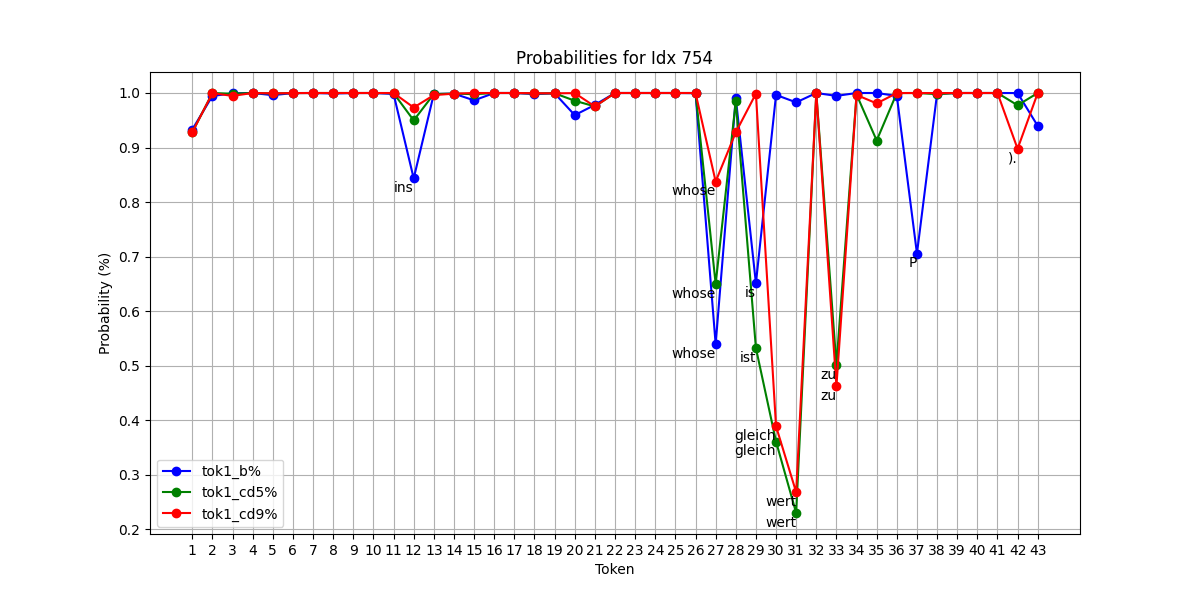 Probabilities for Idx 754
Probability (%)
1.0
0.9
0.8
0.7
0.6
0.5
0.4
0.3
0.2
ins
whose
whose
whose
is
ist
gleich
gleich
wert
wert
zu
zu
P
).
tok1_b%
tok1_cd5%
tok1_cd9%
1 2 3 4 5 6 7 8 9 10 11 12 13 14 15 16 17 18 19 20 21 22 23 24 25 26 27 28 29 30 31 32 33 34 35 36 37 38 39 40 41 42 43
Token